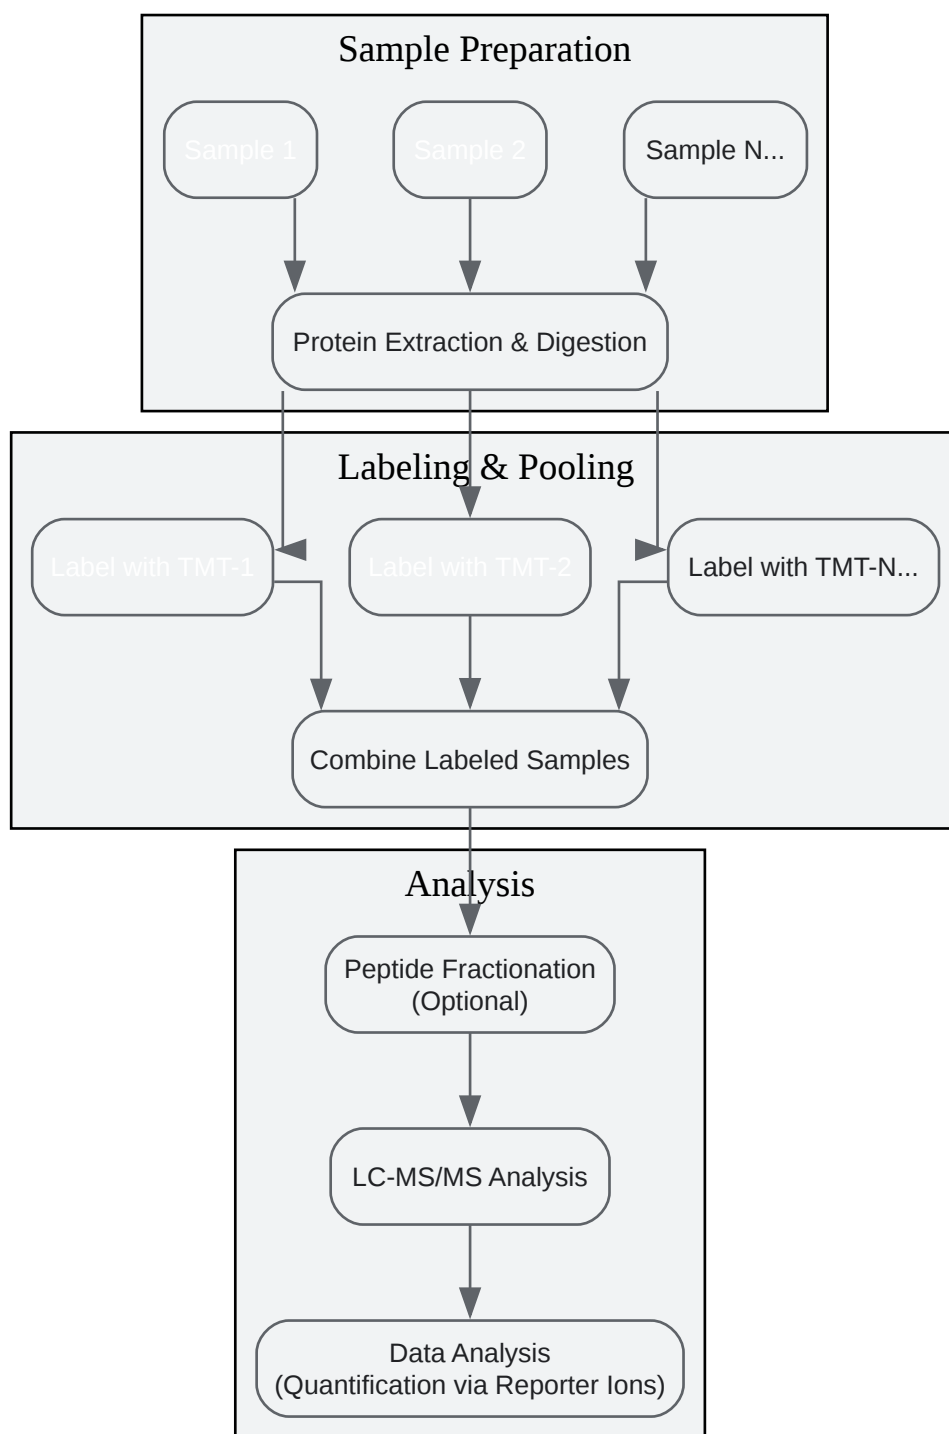 Sample Preparation
Sample 1
Sample 2
Sample N...
Protein Extraction & Digestion
Labeling & Pooling
Label with TMT-1
Label with TMT-2
Label with TMT-N...
Combine Labeled Samples
Analysis
Peptide Fractionation
(Optional)
LC-MS/MS Analysis
Data Analysis
(Quantification via Reporter Ions)